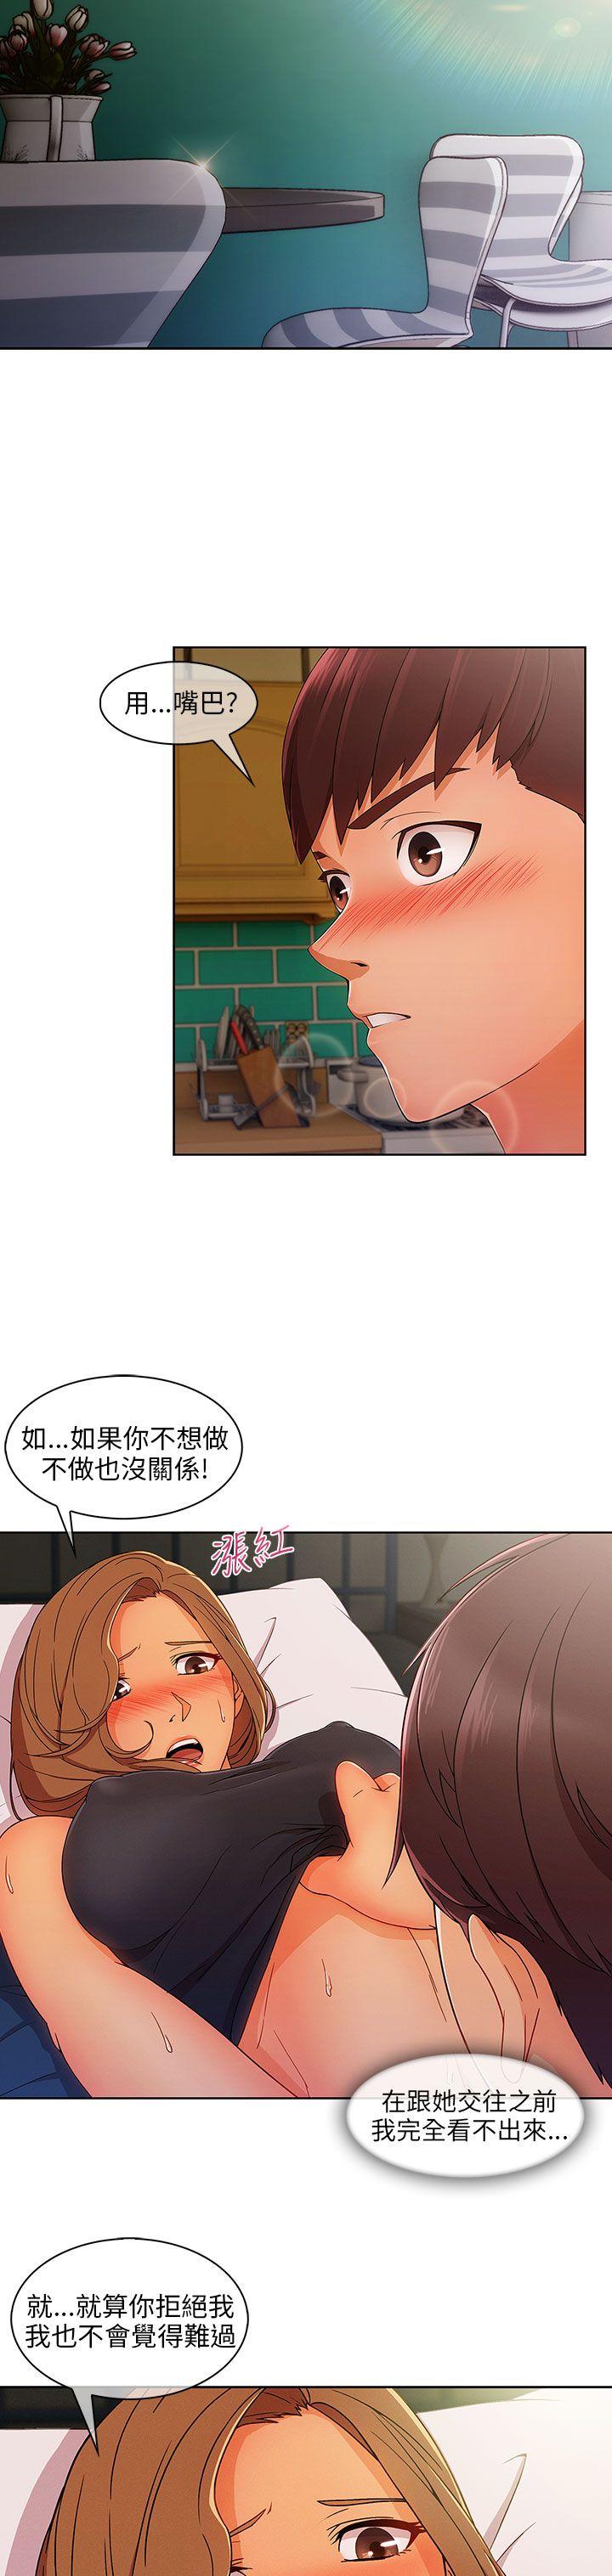 用...嘴巴?
如...如果你不想做
不做也沒關係!
漲紅
在跟她交往之前
我完全看不出來...
就...就算你拒絕我
我也不會覺得難過